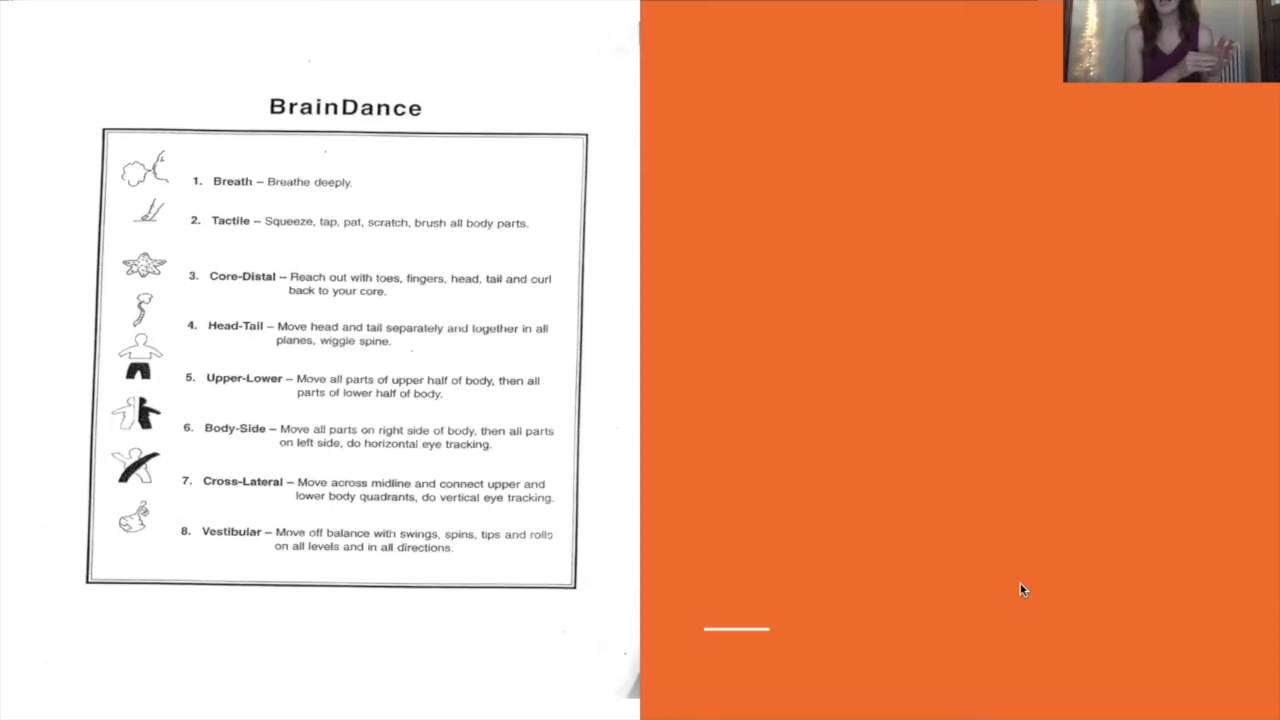 BrainDance
1. Breath – Breathe deeply.
2. Tactile – Squeeze, tap, pat, scratch, brush all body parts.
3. Core-Distal – Reach out with toes, fingers, head, tail and curl
back to your core.
4. Head-Tail – Move head and tail separately and together in all
planes, wiggle spine.
5. Upper-Lower – Move all parts of upper half of body, then all
parts of lower half of body.
6. Body-Side – Move all parts on right side of body, then all parts
on left side, do horizontal eye tracking.
7. Cross-Lateral – Move across midline and connect upper and
lower body quadrants, do vertical eye tracking.
8. Vestibular – Move off balance with swings, spins, tips and rolls
on all levels and in all directions.